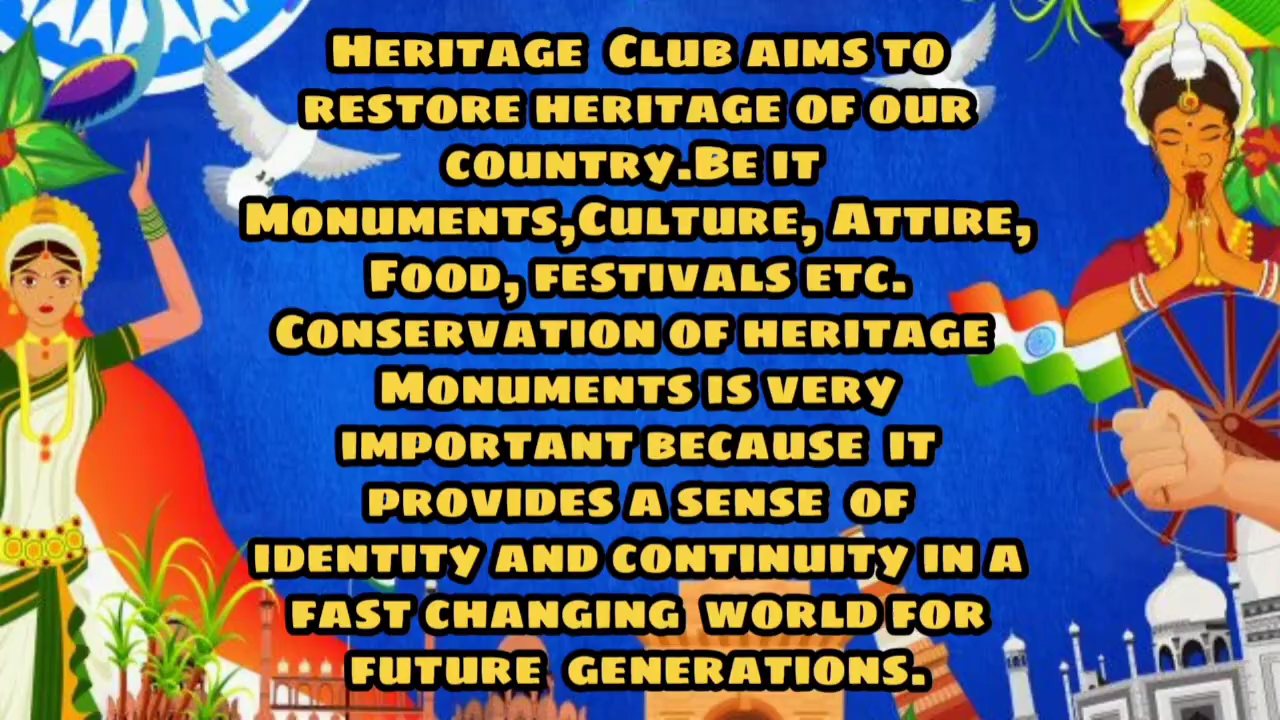 Heritage Club aims to
restore heritage of our
country.Be it
Monuments,Culture, Attire,
Food, festivals etc.
Conservation of heritage
Monuments is very
important because it
provides a sense of
identity and continuity in a
fast changing world for
future generations.